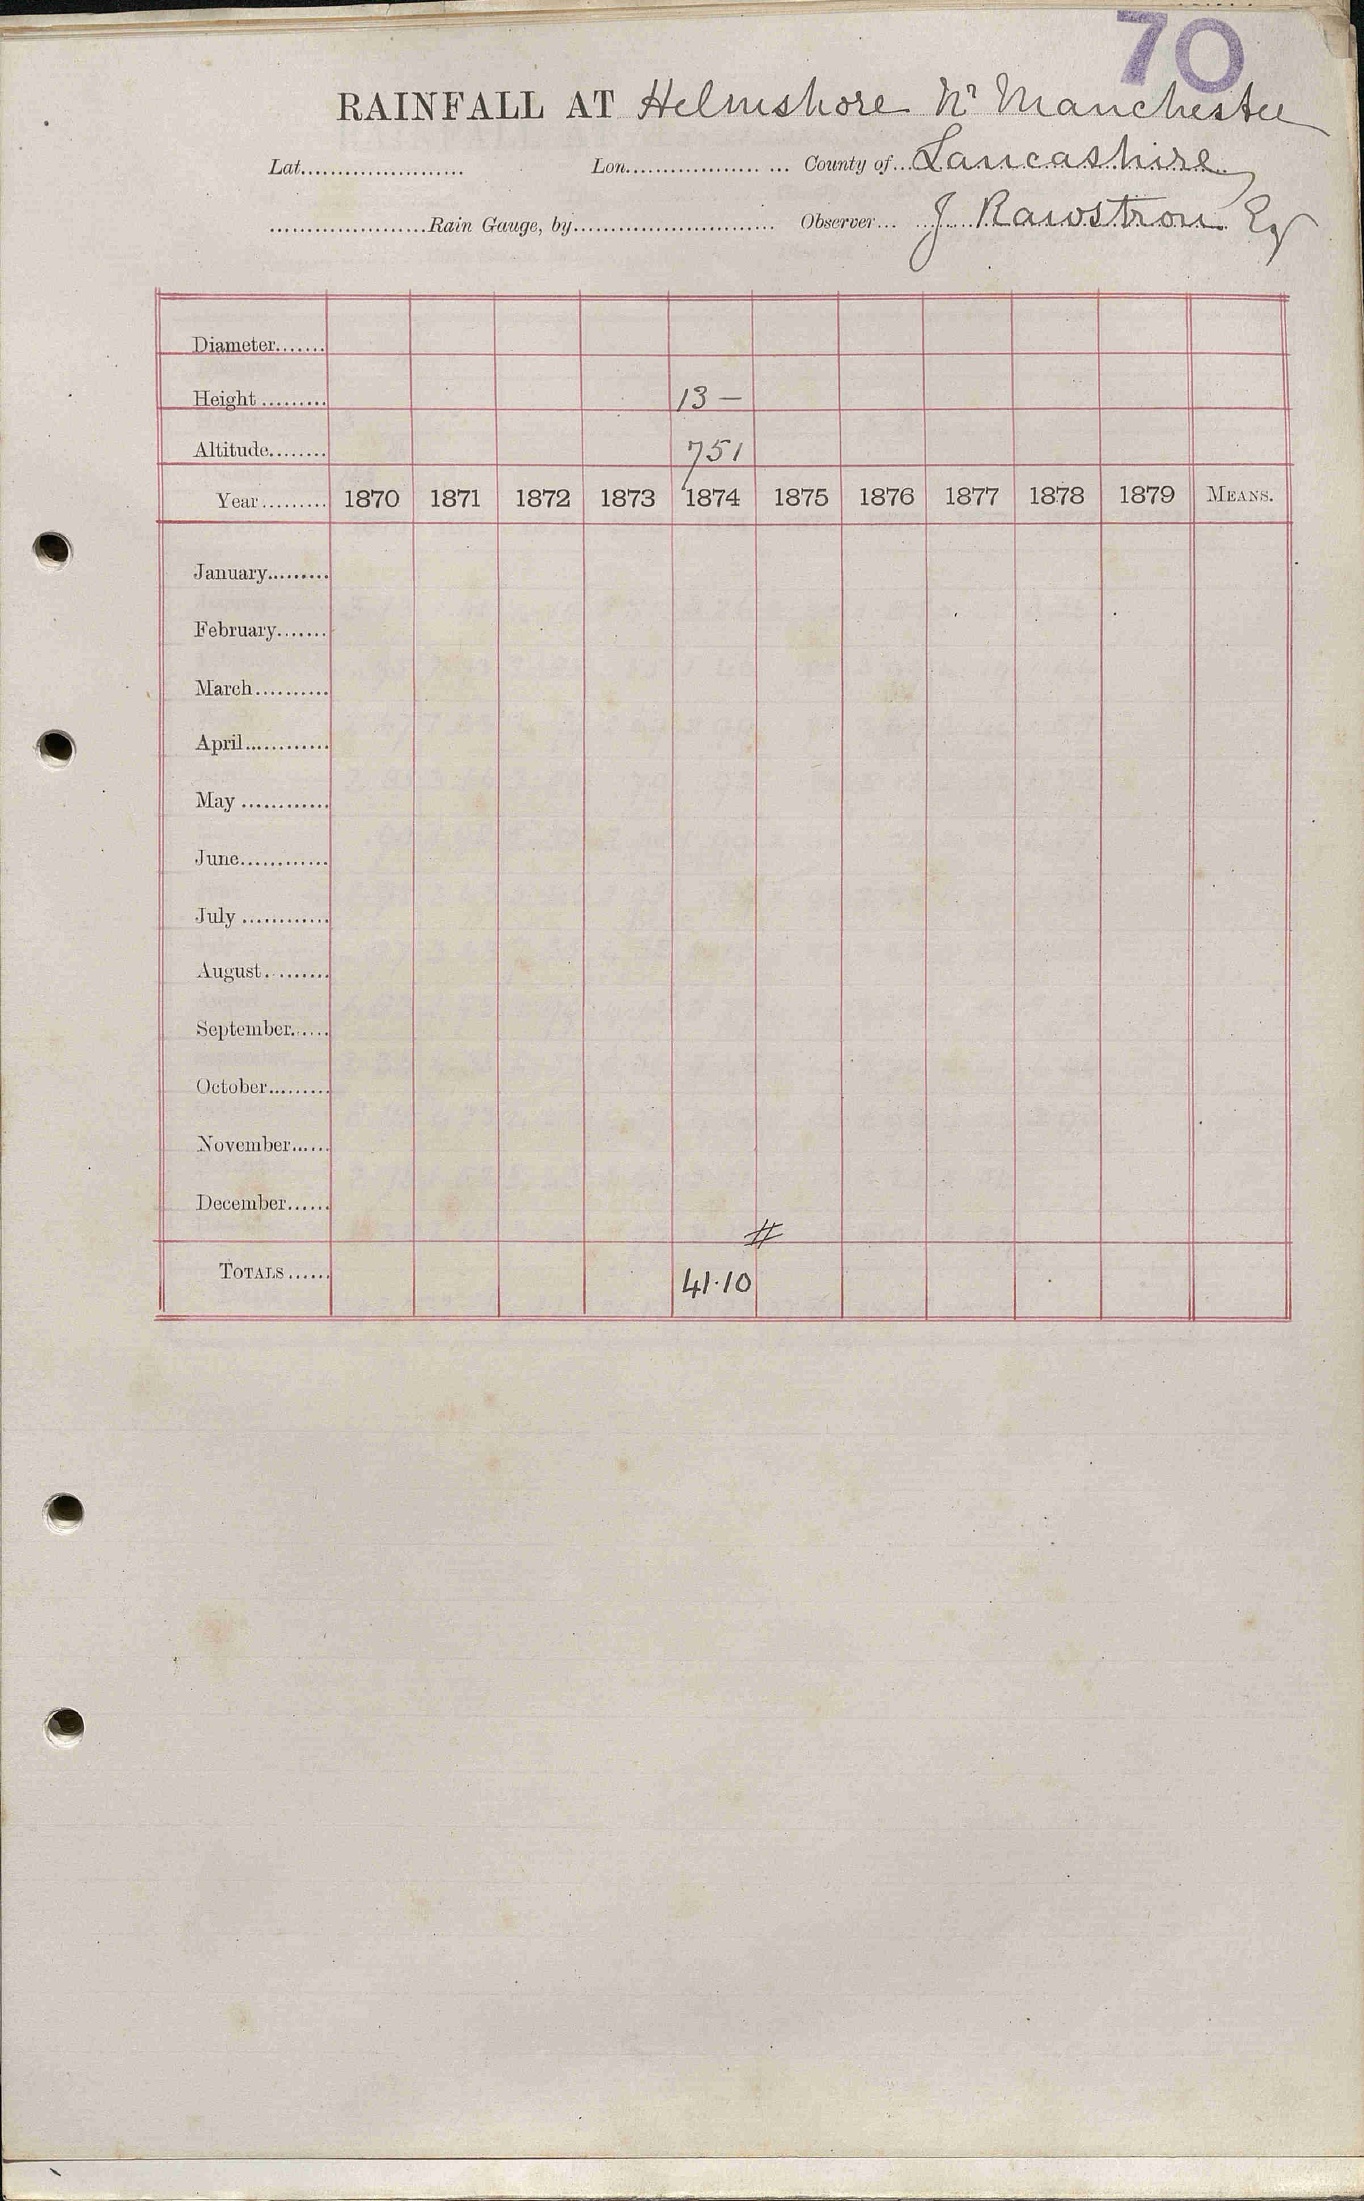 70
RAINFALL AT Helmshore Nr Manchester
Lat...................... Lon................... ... County of...Lancashire
.....................Rain Gauge, by........................... Observer... J Rawstron Esq
Diameter.......
Height ......... 13 —
Altitude........ 751
Year ......... 1870 1871 1872 1873 1874 1875 1876 1877 1878 1879 MEANS.
January.........
February.......
March..........
April............
May ............
June............
July ............
August.........
September......
October.........
November......
December......
#
TOTALS ...... 41.10